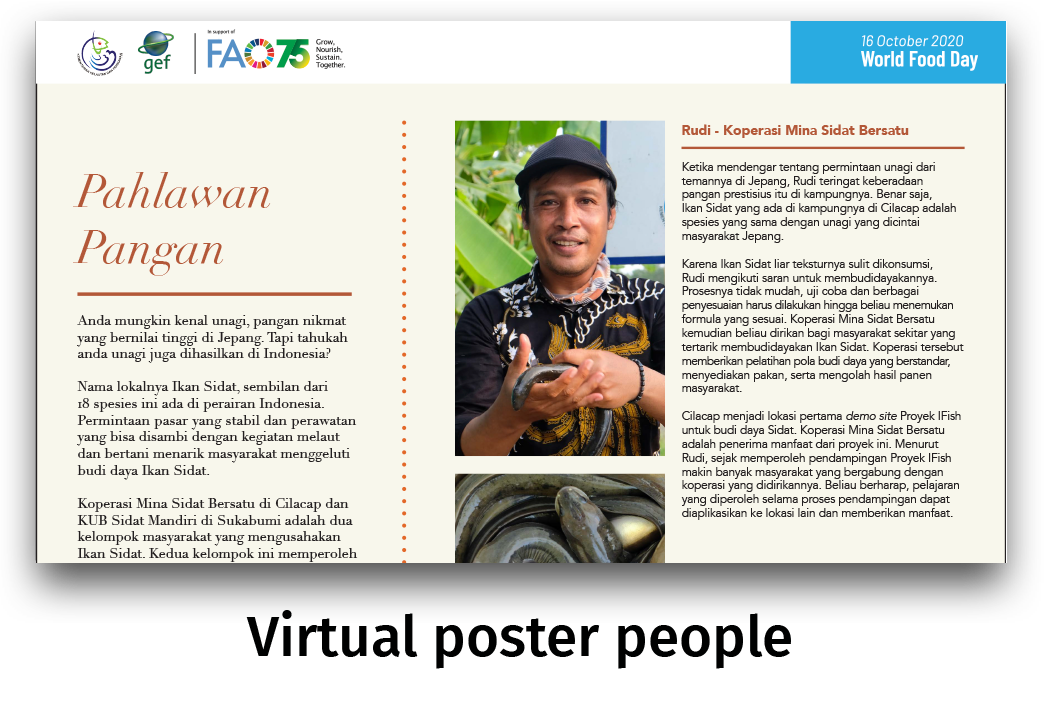 gef
In support of
FAO75
Grow,
Nourish,
Sustain.
Together.
16 October 2020
World Food Day
Pahlawan
Pangan
Anda mungkin kenal unagi, pangan nikmat
yang bernilai tinggi di Jepang. Tapi tahukah
anda unagi juga dihasilkan di Indonesia?
Nama lokalnya Ikan Sidat, sembilan dari
18 spesies ini ada di perairan Indonesia.
Permintaan pasar yang stabil dan perawatan
yang bisa disambi dengan kegiatan melaut
dan bertani menarik masyarakat menggeluti
budi daya Ikan Sidat.
Koperasi Mina Sidat Bersatu di Cilacap dan
KUB Sidat Mandiri di Sukabumi adalah dua
kelompok masyarakat yang mengusahakan
Ikan Sidat. Kedua kelompok ini memperoleh
Rudi - Koperasi Mina Sidat Bersatu
Ketika mendengar tentang permintaan unagi dari
temannya di Jepang, Rudi teringat keberadaan
pangan prestisius itu di kampungnya. Benar saja,
Ikan Sidat yang ada di kampungnya di Cilacap adalah
spesies yang sama dengan unagi yang dicintai
masyarakat Jepang.
Karena Ikan Sidat liar teksturnya sulit dikonsumsi,
Rudi mengikuti saran untuk membudidayakannya.
Prosesnya tidak mudah, uji coba dan berbagai
penyesuaian harus dilakukan hingga beliau menemukan
formula yang sesuai. Koperasi Mina Sidat Bersatu
kemudian beliau dirikan bagi masyarakat sekitar yang
tertarik membudidayakan Ikan Sidat. Koperasi tersebut
memberikan pelatihan pola budi daya yang berstandar,
menyediakan pakan, serta mengolah hasil panen
masyarakat.
Cilacap menjadi lokasi pertama demo site Proyek IFish
untuk budi daya Sidat. Koperasi Mina Sidat Bersatu
adalah penerima manfaat dari proyek ini. Menurut
Rudi, sejak memperoleh pendampingan Proyek IFish
makin banyak masyarakat yang bergabung dengan
koperasi yang didirikannya. Beliau berharap, pelajaran
yang diperoleh selama proses pendampingan dapat
diaplikasikan ke lokasi lain dan memberikan manfaat.
Virtual poster people